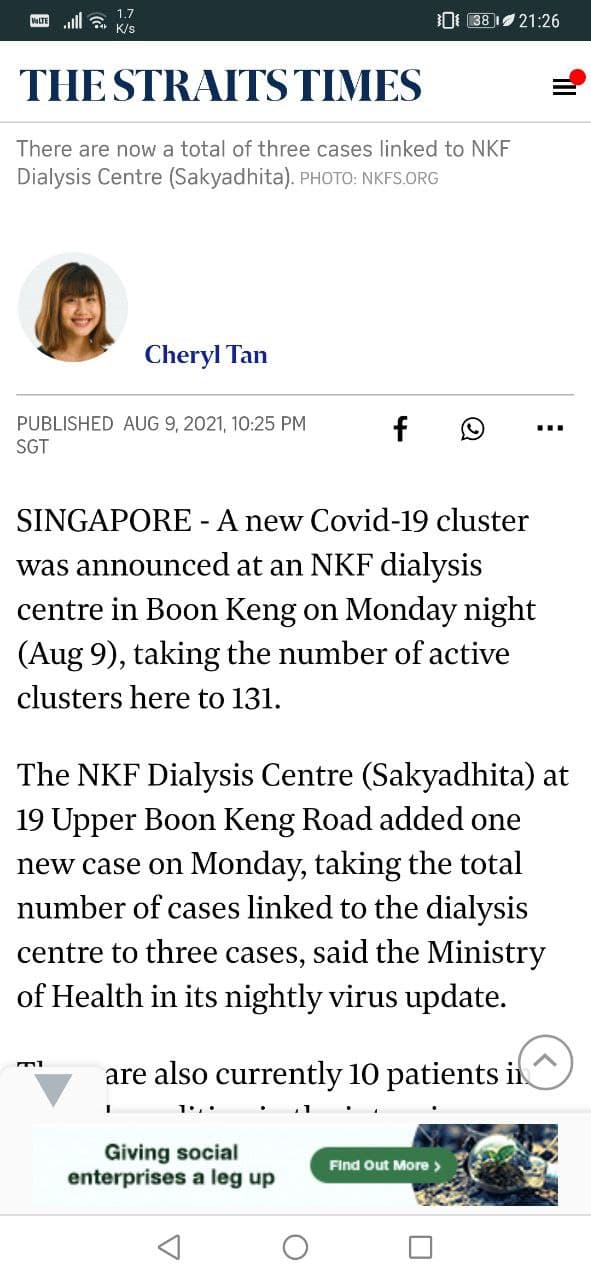 VoLTE 1.7 K/s 38 21:26
THE STRAITS TIMES
There are now a total of three cases linked to NKF
Dialysis Centre (Sakyadhita). PHOTO: NKFS.ORG
Cheryl Tan
PUBLISHED AUG 9, 2021, 10:25 PM
SGT
SINGAPORE - A new Covid-19 cluster
was announced at an NKF dialysis
centre in Boon Keng on Monday night
(Aug 9), taking the number of active
clusters here to 131.
The NKF Dialysis Centre (Sakyadhita) at
19 Upper Boon Keng Road added one
new case on Monday, taking the total
number of cases linked to the dialysis
centre to three cases, said the Ministry
of Health in its nightly virus update.
are also currently 10 patients in
Giving social
enterprises a leg up
Find Out More >